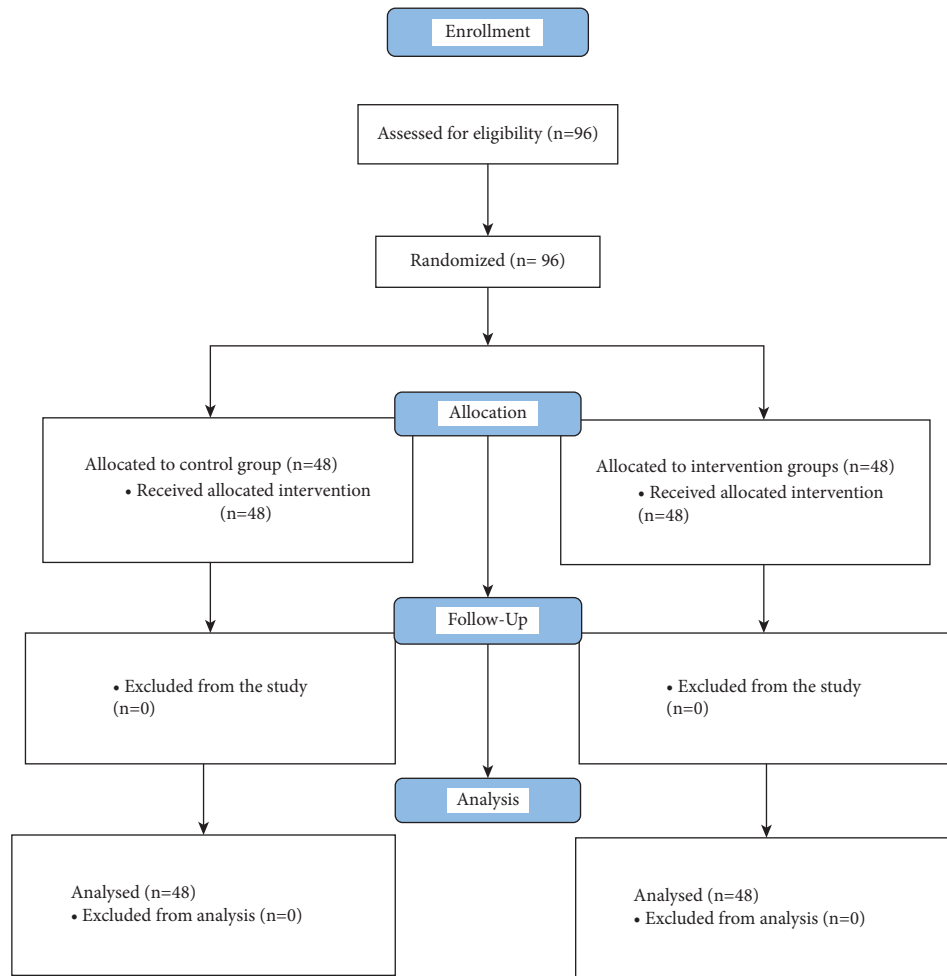 Enrollment
Assessed for eligibility (n=96)
Randomized (n= 96)
Allocation
Allocated to control group (n=48)
• Received allocated intervention
(n=48)
Allocated to intervention groups (n=48)
• Received allocated intervention
(n=48)
Follow-Up
• Excluded from the study
(n=0)
• Excluded from the study
(n=0)
Analysis
Analysed (n=48)
• Excluded from analysis (n=0)
Analysed (n=48)
• Excluded from analysis (n=0)